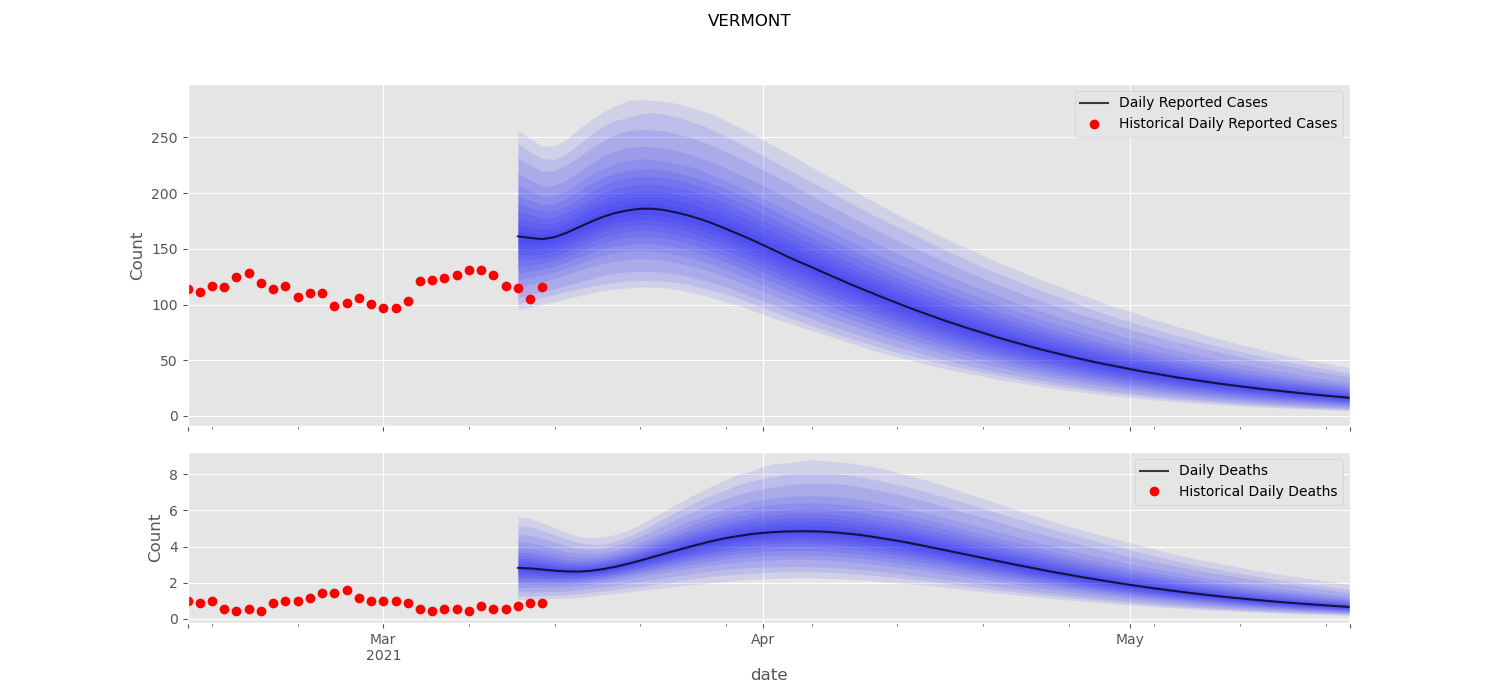 VERMONT
Daily Reported Cases
Historical Daily Reported Cases
Count
250
200
150
100
50
0
Daily Deaths
Historical Daily Deaths
Count
8
6
4
2
0
Mar
2021
Apr
May
date